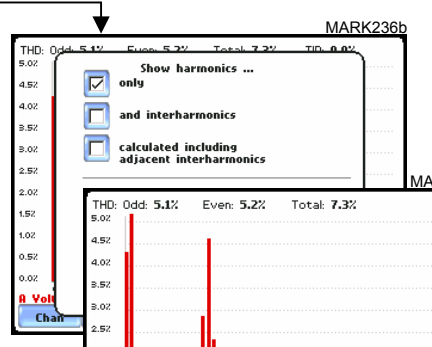 MARK236b
THD: Odd: 5.1% Even: 5.2% Total: 7.3% TID: 0.0%
5.0%
4.5%
4.0%
3.5%
3.0%
2.5%
2.0%
1.5%
1.0%
0.5%
0.0%
Show harmonics ...
only
and interharmonics
calculated including
adjacent interharmonics
A Vol
Chan
MA
THD: Odd: 5.1% Even: 5.2% Total: 7.3%
5.0%
4.5%
4.0%
3.5%
3.0%
2.5%